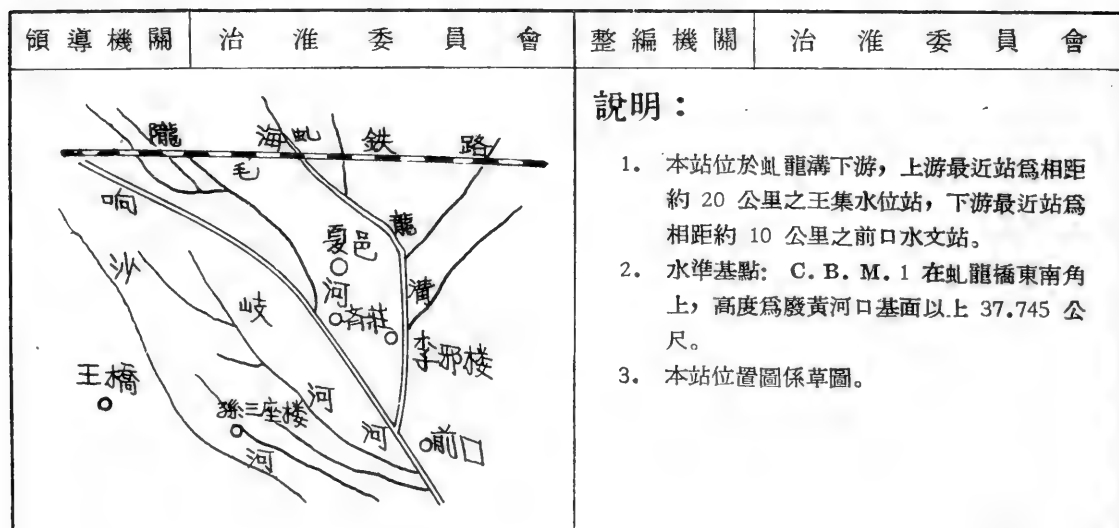 領導機關 治淮委員會 整編機關 治淮委員會
隴海鉄路
虬龍溝
毛河
响河
沙河
岐河
夏邑
斉莊
李邪楼
王橋
孫三座楼
前口
說明：
1. 本站位於虬龍溝下游，上游最近站爲相距
約 20 公里之王集水位站，下游最近站爲
相距約 10 公里之前口水文站。
2. 水準基點： C．B．M．1 在虬龍橋東南角
上，高度爲廢黃河口基面以上 37.745 公
尺。
3. 本站位置圖係草圖。